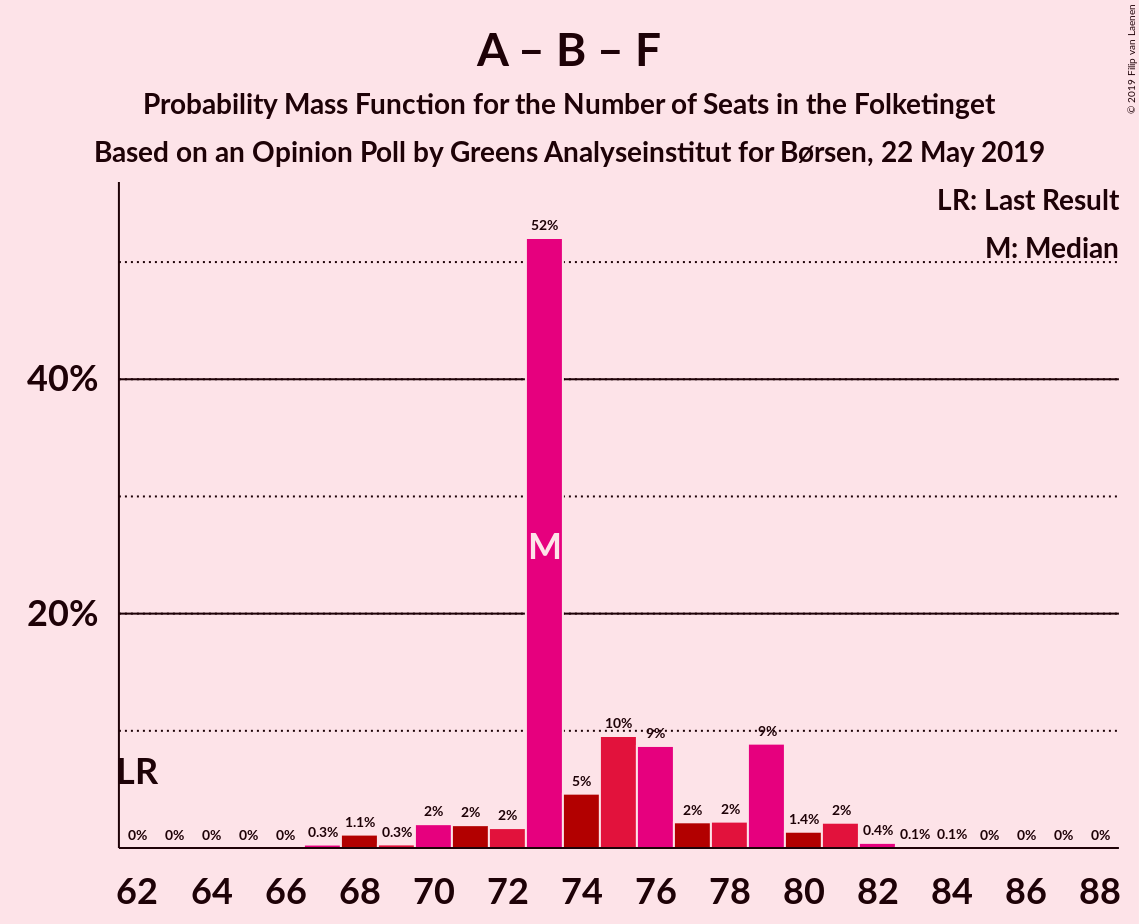 A – B – F
Probability Mass Function for the Number of Seats in the Folketinget
Based on an Opinion Poll by Greens Analyseinstitut for Børsen, 22 May 2019
© 2019 Filip van Laenen
LR: Last Result
M: Median
52%
40%
M
20%
LR
0% 0% 0% 0% 0% 0.3% 1.1% 0.3% 2% 2% 2% 5% 10% 9% 2% 2% 9% 1.4% 2% 0.4% 0.1% 0.1% 0% 0% 0% 0%
62 64 66 68 70 72 74 76 78 80 82 84 86 88